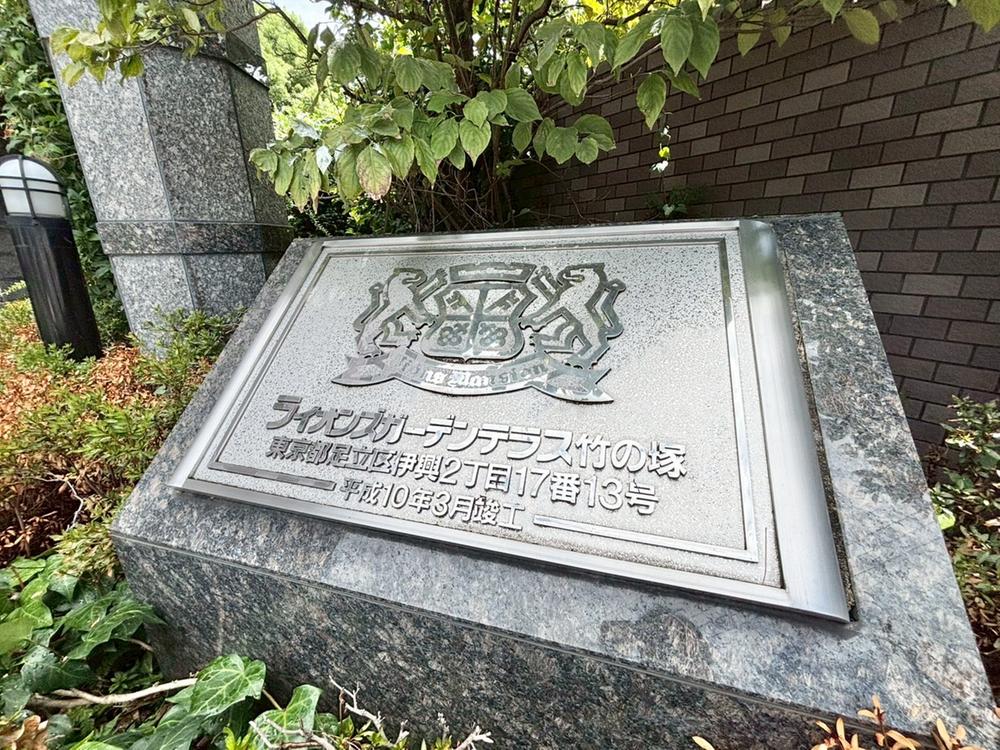 Lions Mansion
ライオンズガーデンテラス竹の塚
東京都足立区伊興2丁目17番13号
平成10年3月竣工